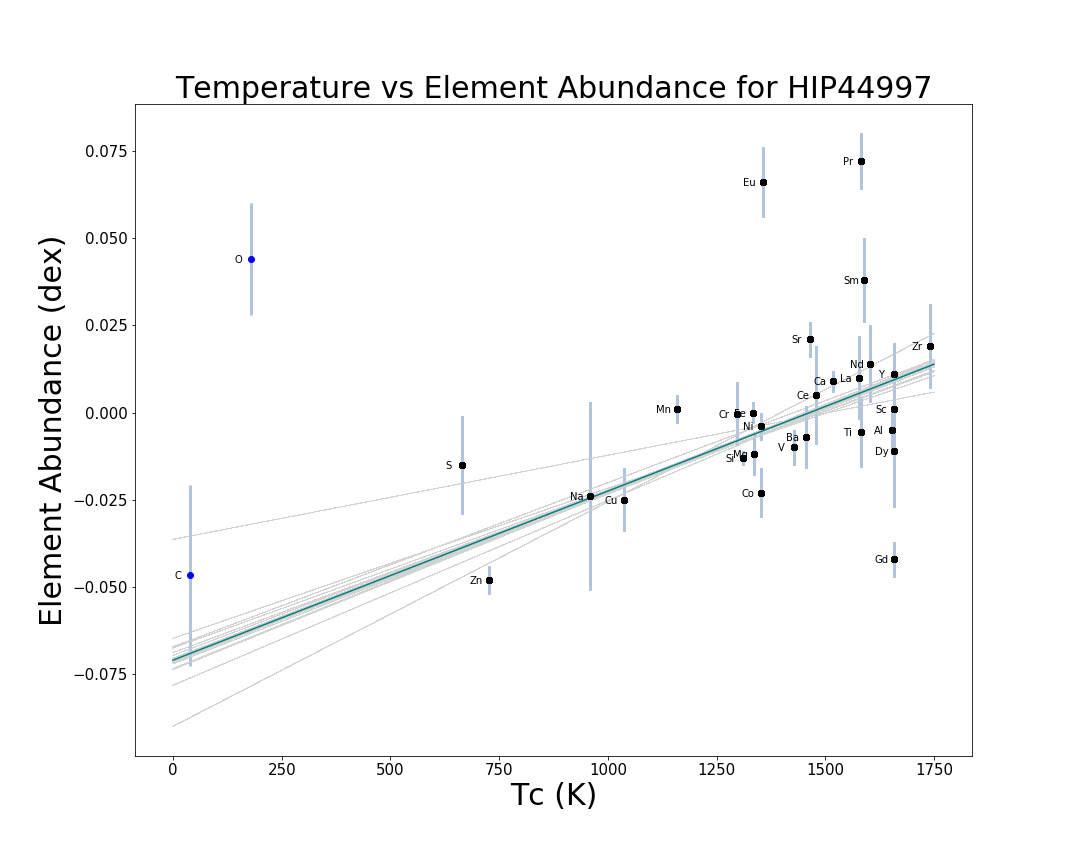 Temperature vs Element Abundance for HIP44997
Element Abundance (dex)
0.075
0.050
0.025
0.000
−0.025
−0.050
−0.075
Pr
Eu
O
Sm
Sr
Zr
Nd
Y
La
Ca
Ce
Mn
Cr
Fe
Sc
Ni
Ti
Al
Ba
V
Dy
Si
Mg
S
Co
Na
Cu
Gd
C
Zn
0 250 500 750 1000 1250 1500 1750
Tc (K)